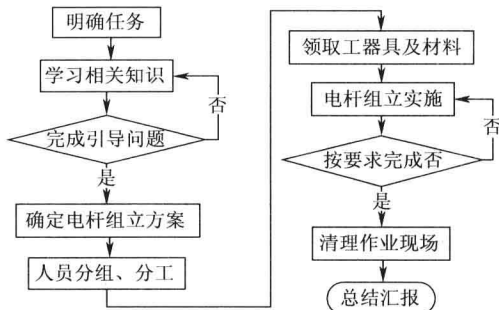 明确任务
学习相关知识
否
完成引导问题
是
确定电杆组立方案
人员分组、分工
领取工器具及材料
电杆组立实施
否
按要求完成否
是
清理作业现场
总结汇报